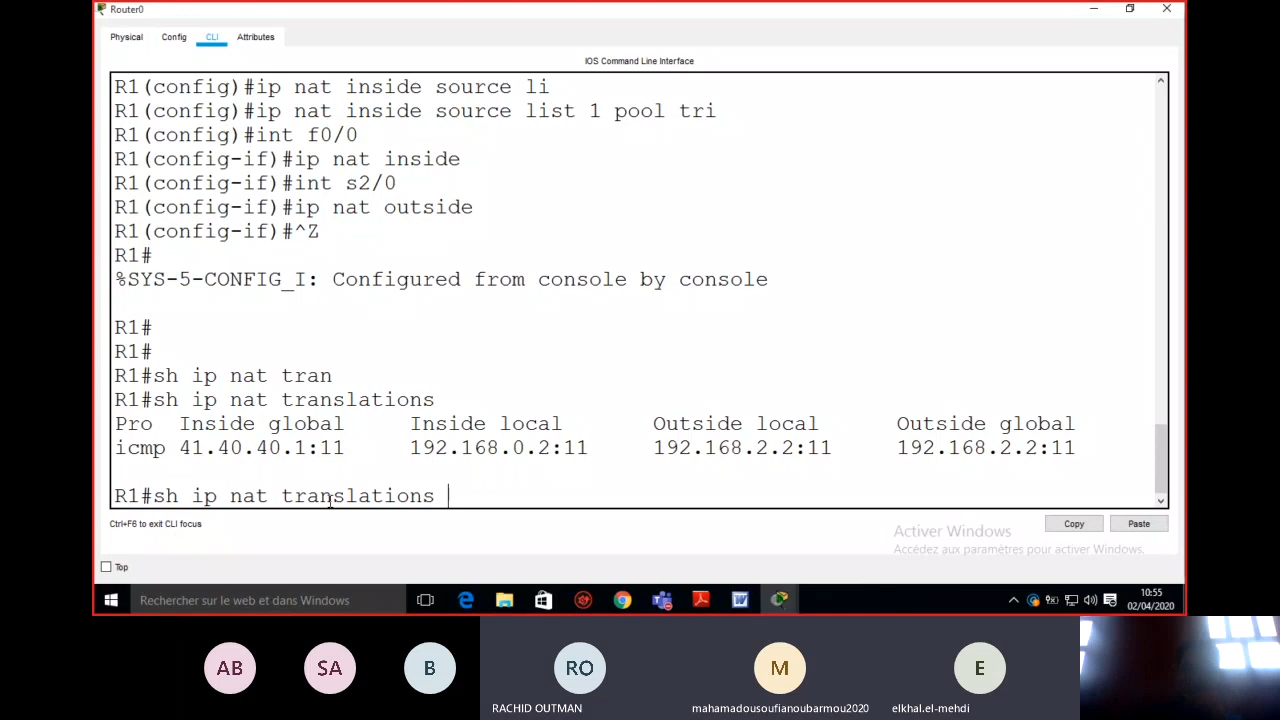 Router0
Physical Config CLI Attributes
IOS Command Line Interface
R1(config)#ip nat inside source li
R1(config)#ip nat inside source list 1 pool tri
R1(config)#int f0/0
R1(config-if)#ip nat inside
R1(config-if)#int s2/0
R1(config-if)#ip nat outside
R1(config-if)#^Z
R1#
%SYS-5-CONFIG_I: Configured from console by console
R1#
R1#
R1#sh ip nat tran
R1#sh ip nat translations
Pro Inside global Inside local Outside local Outside global
icmp 41.40.40.1:11 192.168.0.2:11 192.168.2.2:11 192.168.2.2:11
R1#sh ip nat translations
Ctrl+F6 to exit CLI focus
Copy Paste
Activer Windows
Accédez aux paramètres pour activer Windows.
Top
Rechercher sur le web et dans Windows
10:55
02/04/2020
AB SA B RO M E
RACHID OUTMAN mahamadousoufianoubarmou2020 elkhal.el-mehdi